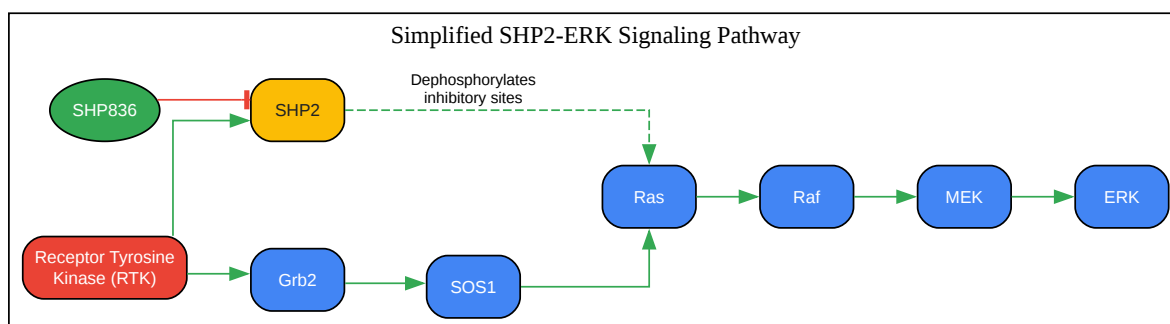 Simplified SHP2-ERK Signaling Pathway
Dephosphorylates
inhibitory sites
SHP836
SHP2
Ras
Raf
MEK
ERK
Receptor Tyrosine
Kinase (RTK)
Grb2
SOS1